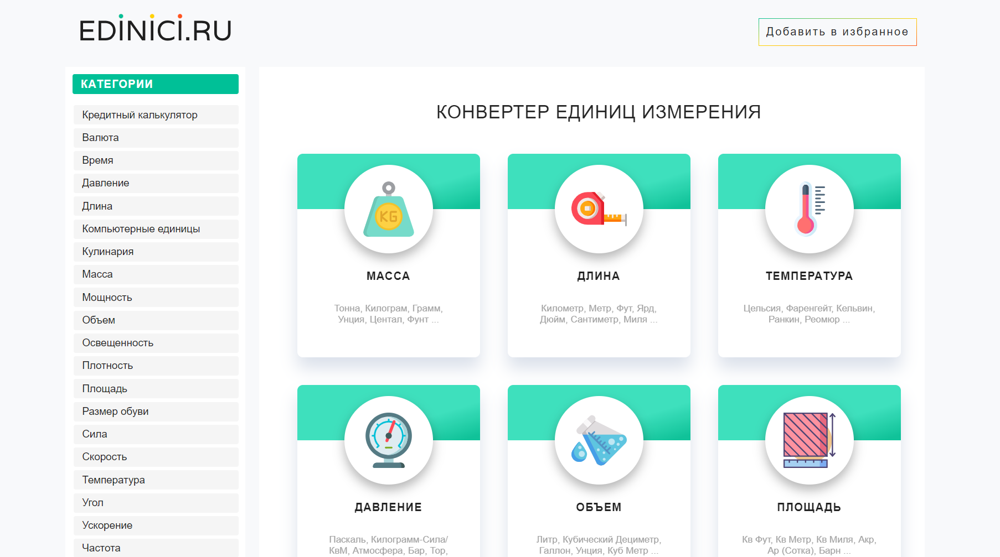 EDINICI.RU
Добавить в избранное
КАТЕГОРИИ
Кредитный калькулятор
Валюта
Время
Давление
Длина
Компьютерные единицы
Кулинария
Масса
Мощность
Объем
Освещенность
Плотность
Площадь
Размер обуви
Сила
Скорость
Температура
Угол
Ускорение
Частота
КОНВЕРТЕР ЕДИНИЦ ИЗМЕРЕНИЯ
KG
МАССА
Тонна, Килограм, Грамм,
Унция, Центал, Фунт ...
ДЛИНА
Километр, Метр, Фут, Ярд,
Дюйм, Сантиметр, Миля ...
ТЕМПЕРАТУРА
Цельсия, Фаренгейт, Кельвин,
Ранкин, Реомюр ...
ДАВЛЕНИЕ
Паскаль, Килограмм-Сила/
КвМ, Атмосфера, Бар, Тор,
ОБЪЕМ
Литр, Кубический Дециметр,
Галлон, Унция, Куб Метр ...
ПЛОЩАДЬ
Кв Фут, Кв Метр, Кв Миля, Акр,
Ар (Сотка), Барн ...